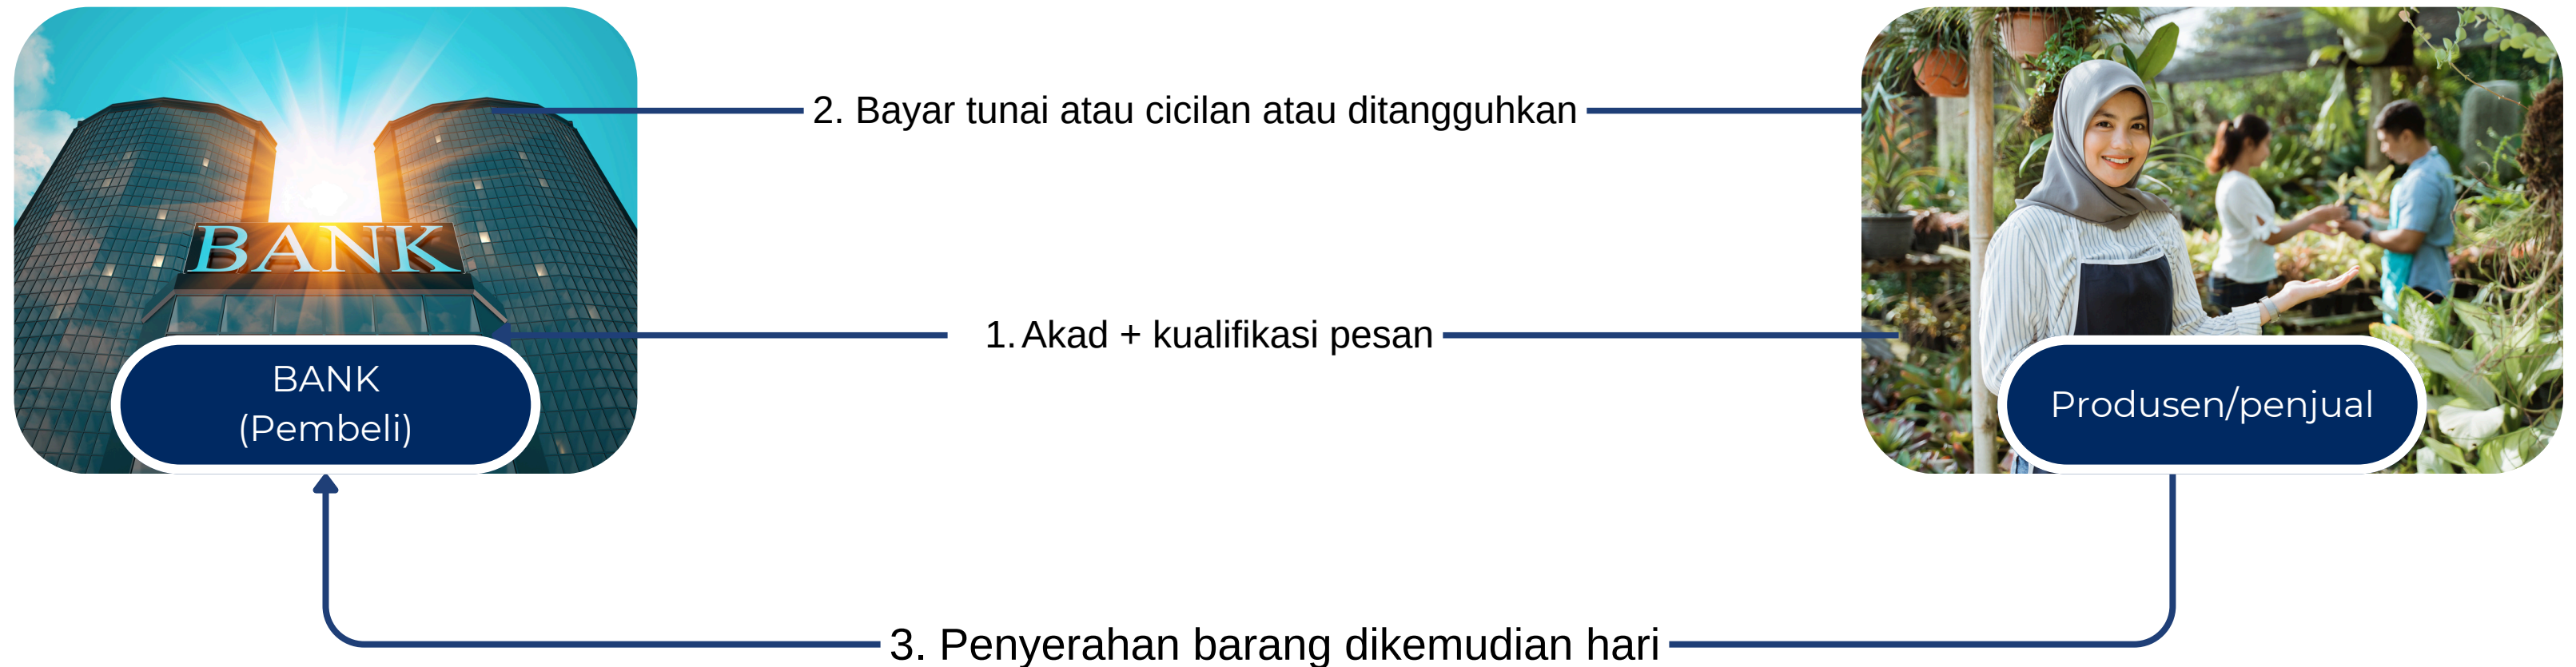 2. Bayar tunai atau cicilan atau ditangguhkan
BANK
1. Akad + kualifikasi pesan
BANK
(Pembeli)
Produsen/penjual
3. Penyerahan barang dikemudian hari